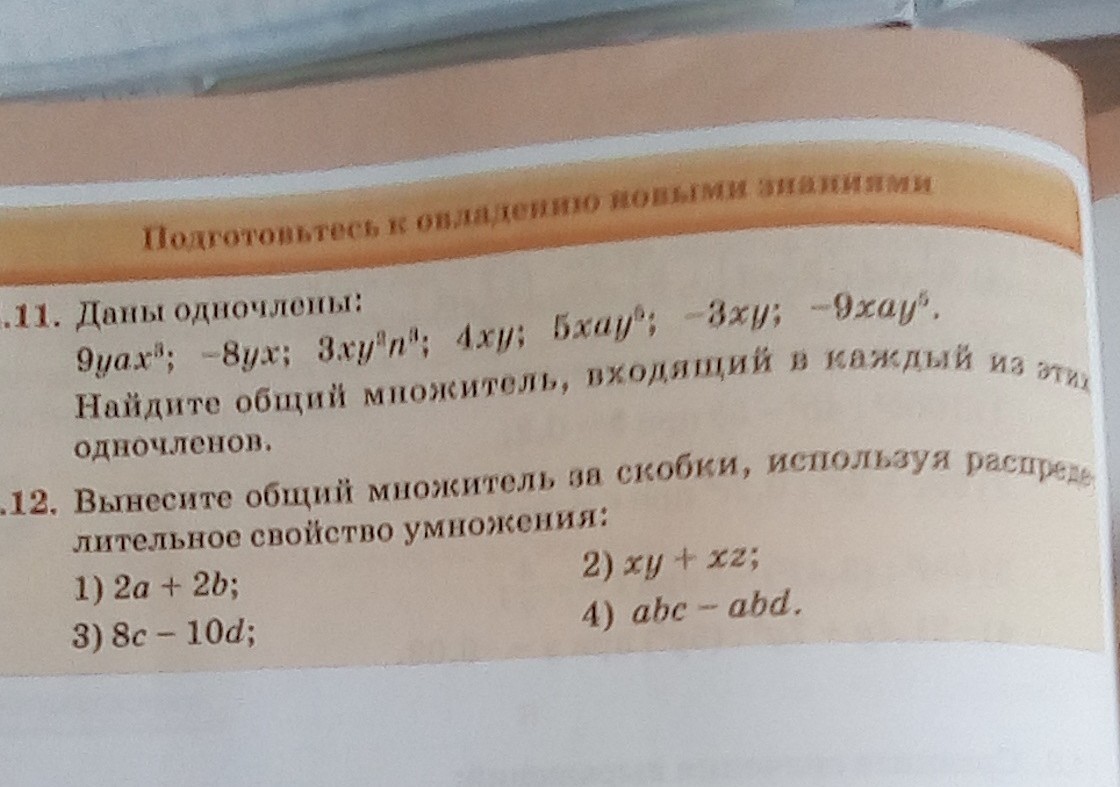 Подготовьтесь к овладению новыми знаниями
.11. Даны одночлены:
9yax³; −8yx; 3xy²n³; 4xy; 5xay⁶; −3xy; −9xay⁵.
Найдите общий множитель, входящий в каждый из этих
одночленов.
.12. Вынесите общий множитель за скобки, используя распреде-
лительное свойство умножения:
1) 2a + 2b; 2) xy + xz;
3) 8c − 10d; 4) abc − abd.